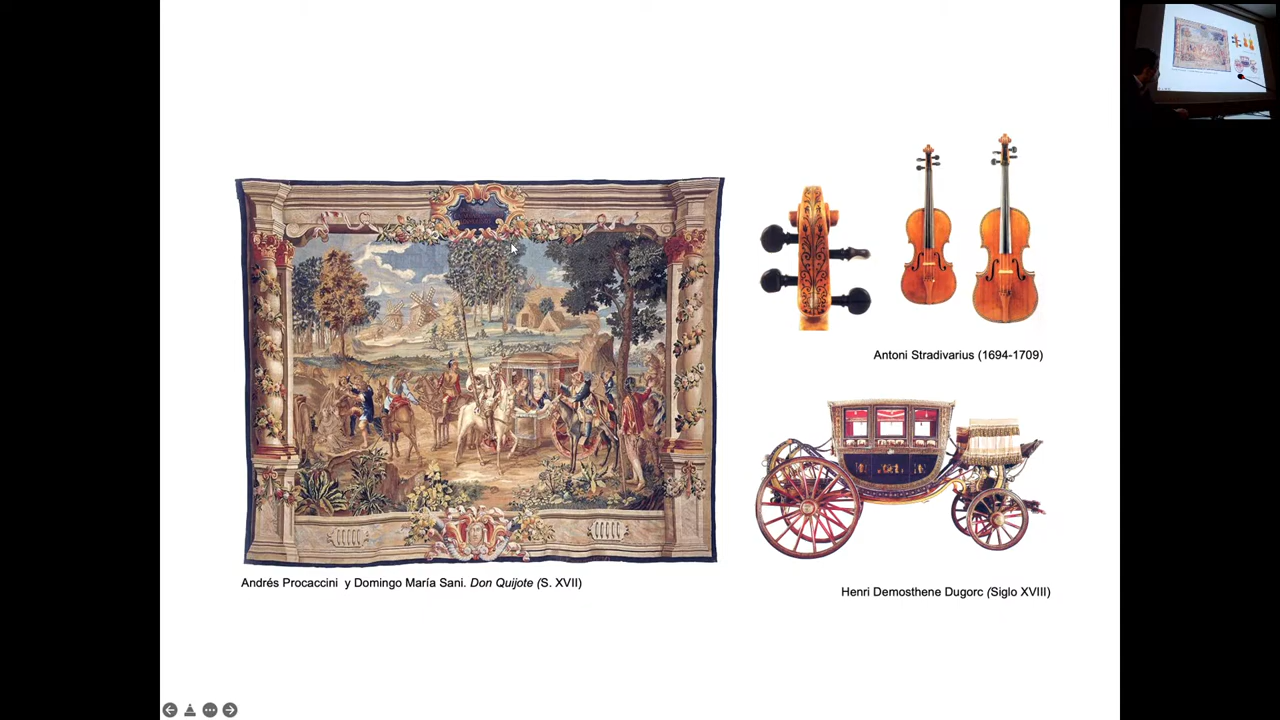 Antoni Stradivarius (1694-1709)
Andrés Procaccini y Domingo María Sani. Don Quijote (S. XVII)
Henri Demosthene Dugorc (Siglo XVIII)